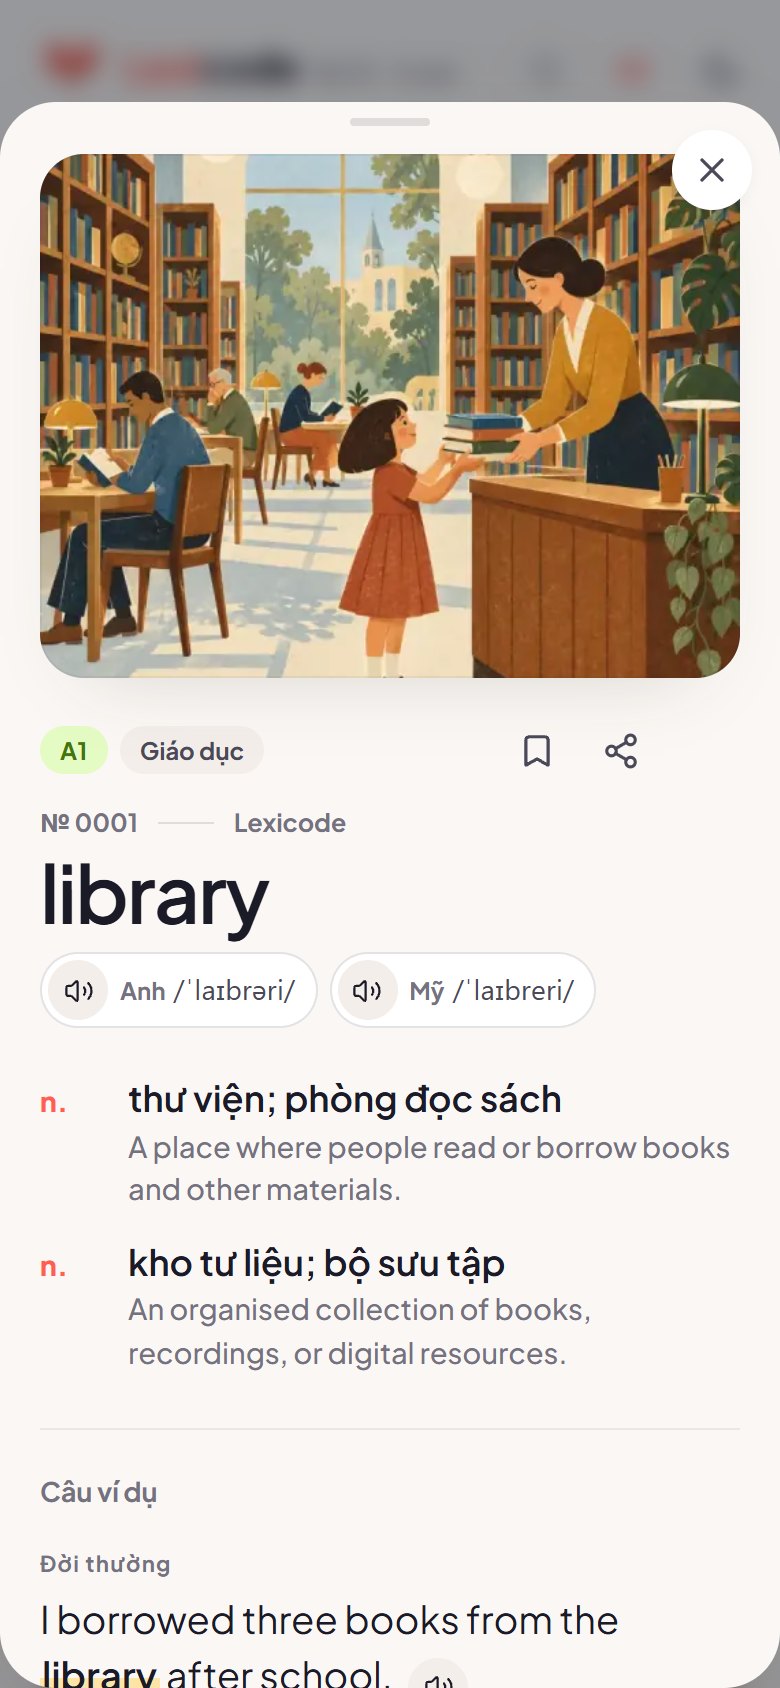 A1 Giáo dục
№ 0001 Lexicode
library
Anh /ˈlaɪbrəri/ Mỹ /ˈlaɪbreri/
n. thư viện; phòng đọc sách
A place where people read or borrow books
and other materials.
n. kho tư liệu; bộ sưu tập
An organised collection of books,
recordings, or digital resources.
Câu ví dụ
Đời thường
I borrowed three books from the
library after school.